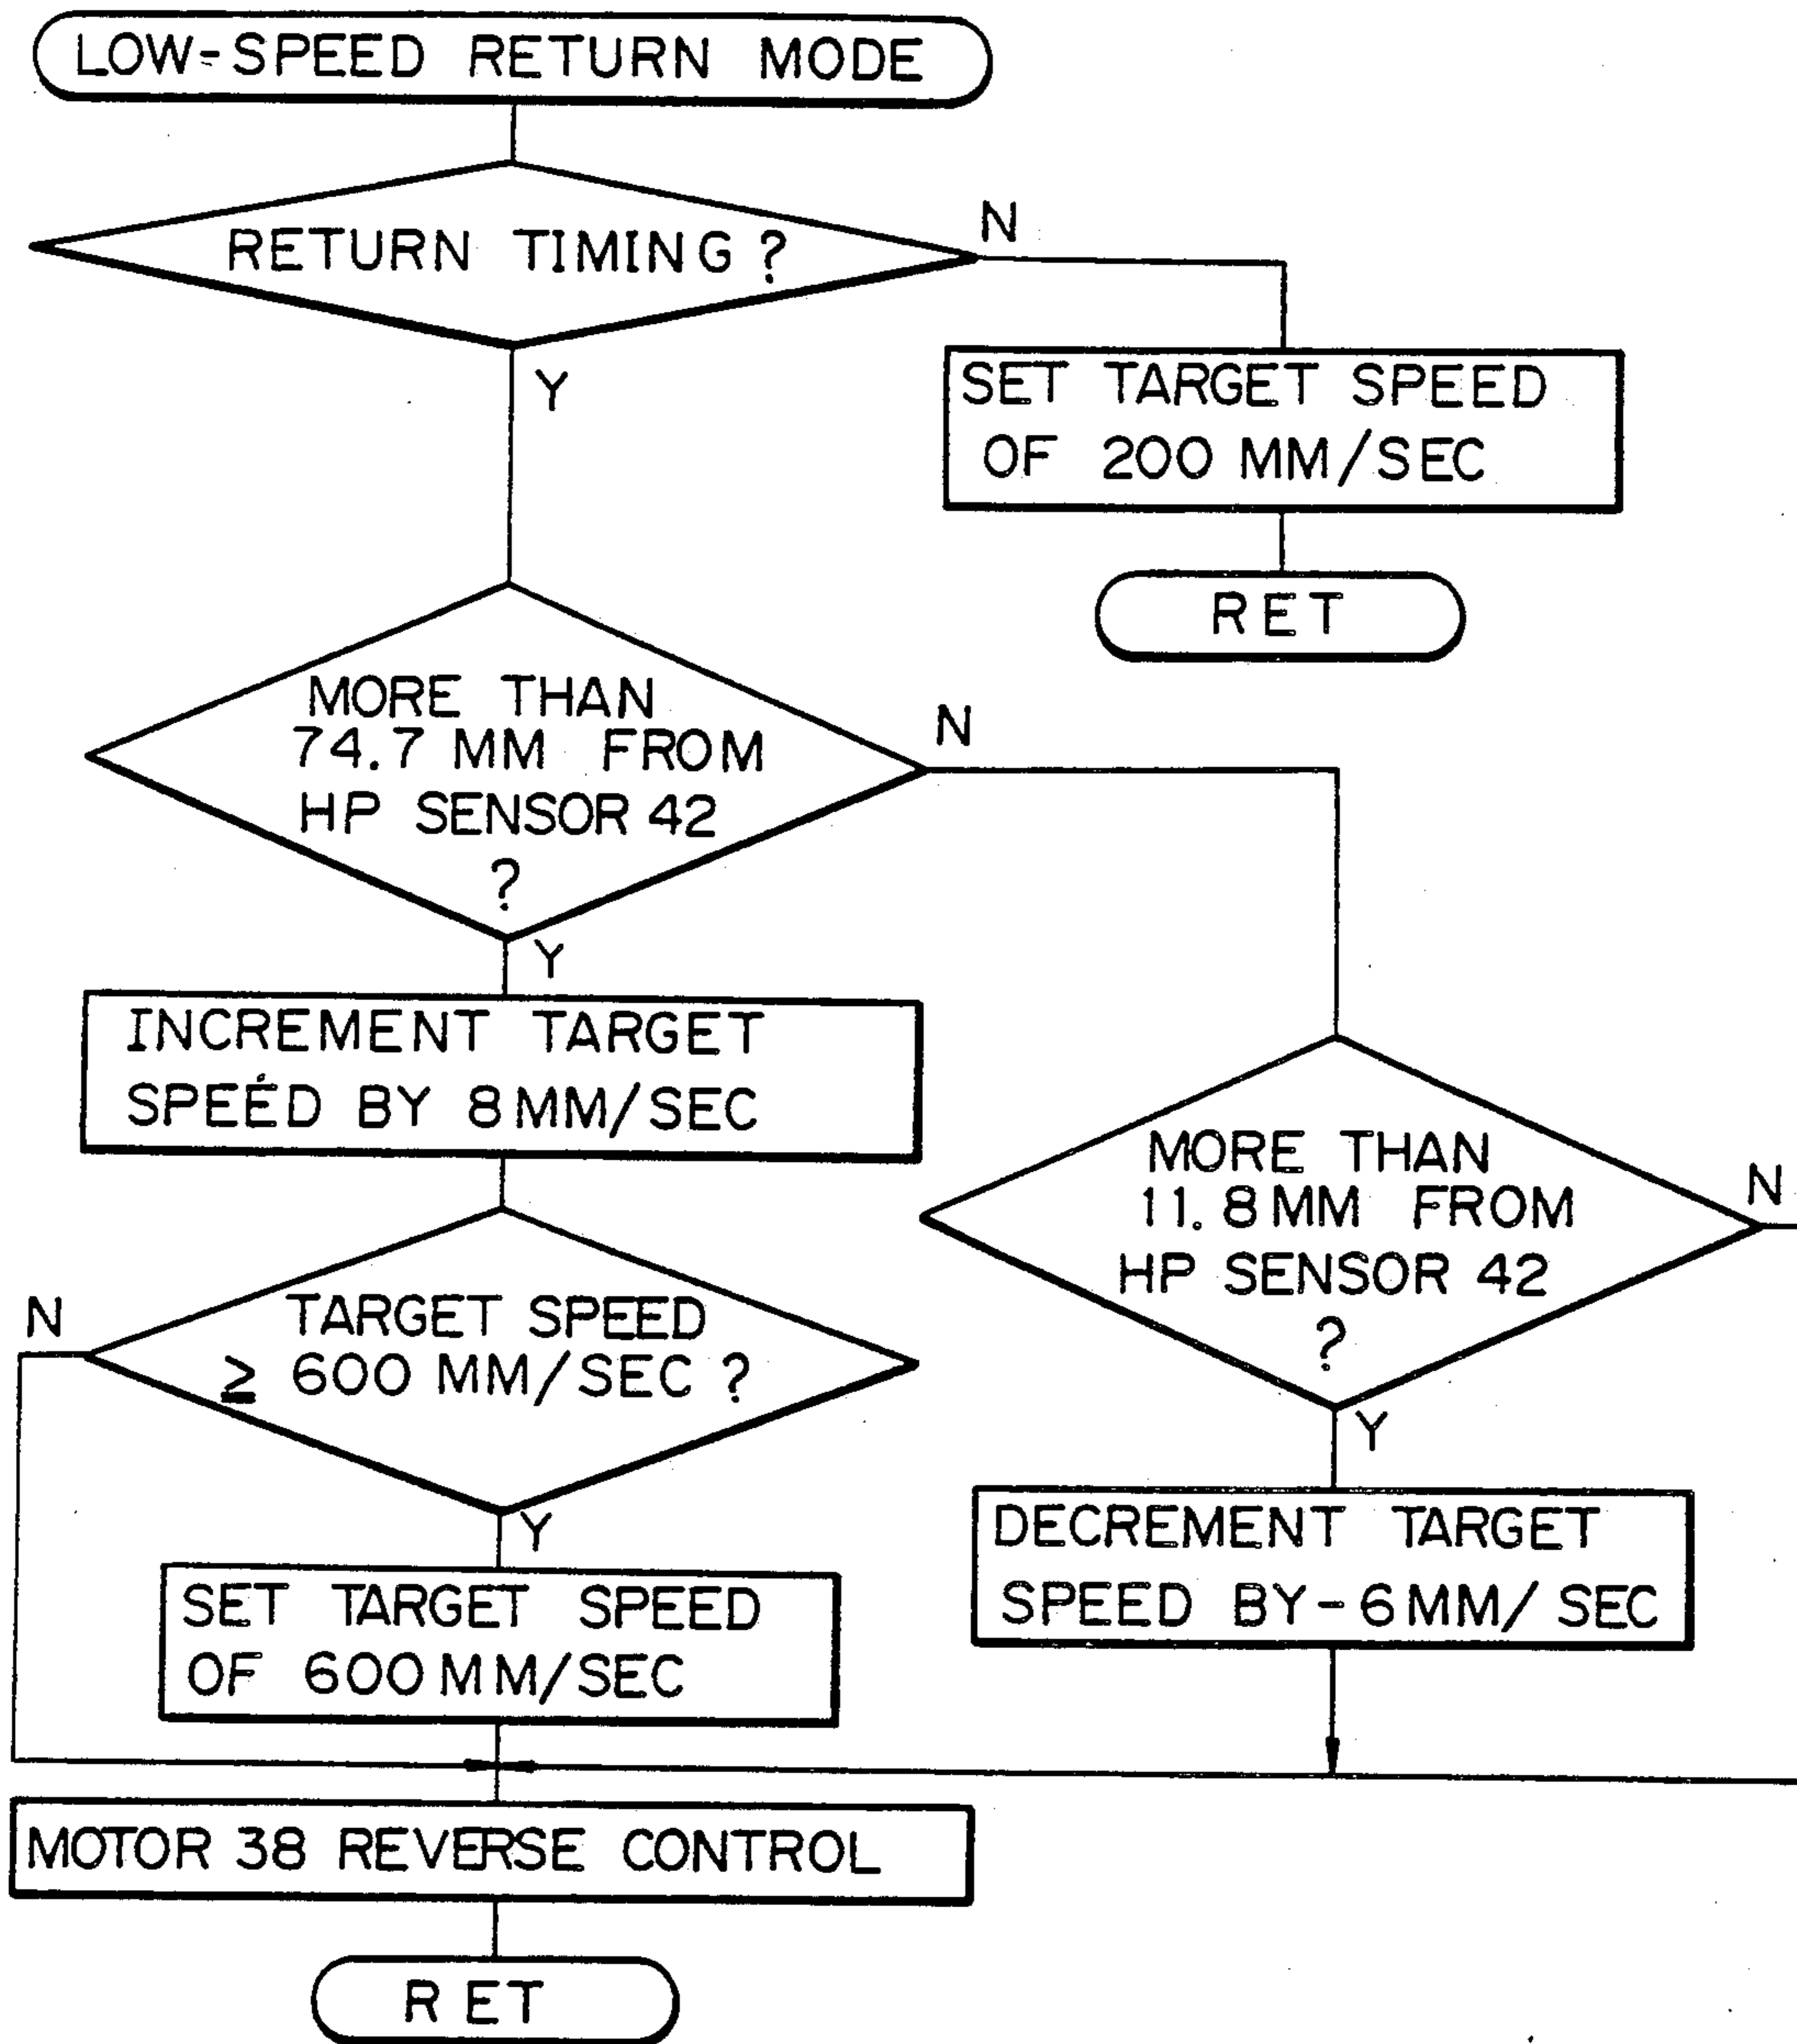 LOW-SPEED RETURN MODE
RETURN TIMING?
N
Y
SET TARGET SPEED
OF 200 MM/SEC
RET
MORE THAN
74.7 MM FROM
HP SENSOR 42
?
N
Y
INCREMENT TARGET
SPEED BY 8 MM/SEC
TARGET SPEED
≥ 600 MM/SEC ?
N
Y
SET TARGET SPEED
OF 600 MM/SEC
MORE THAN
11.8 MM FROM
HP SENSOR 42
?
N
Y
DECREMENT TARGET
SPEED BY -6 MM/SEC
MOTOR 38 REVERSE CONTROL
RET